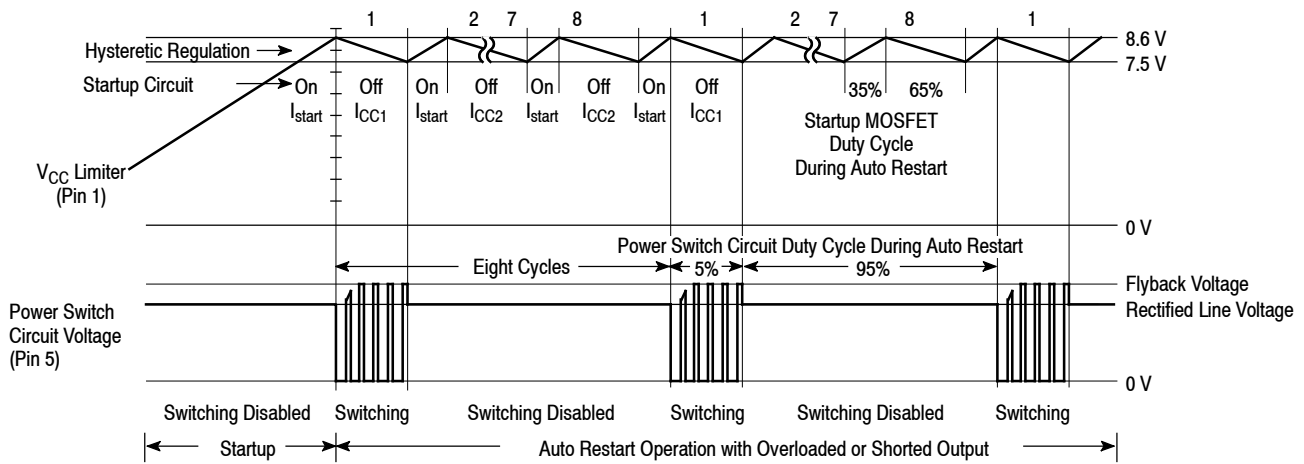 1 2 7 8 1 2 7 8 1
8.6 V
Hysteretic Regulation
7.5 V
Startup Circuit
On Off On Off On Off On Off 35% 65%
Istart ICC1 Istart ICC2 Istart ICC2 Istart ICC1
Startup MOSFET
Duty Cycle
During Auto Restart
VCC Limiter
(Pin 1)
0 V
Power Switch Circuit Duty Cycle During Auto Restart
Eight Cycles 5% 95%
Flyback Voltage
Rectified Line Voltage
Power Switch
Circuit Voltage
(Pin 5)
0 V
Switching Disabled Switching Switching Disabled Switching Switching Disabled Switching
Startup Auto Restart Operation with Overloaded or Shorted Output